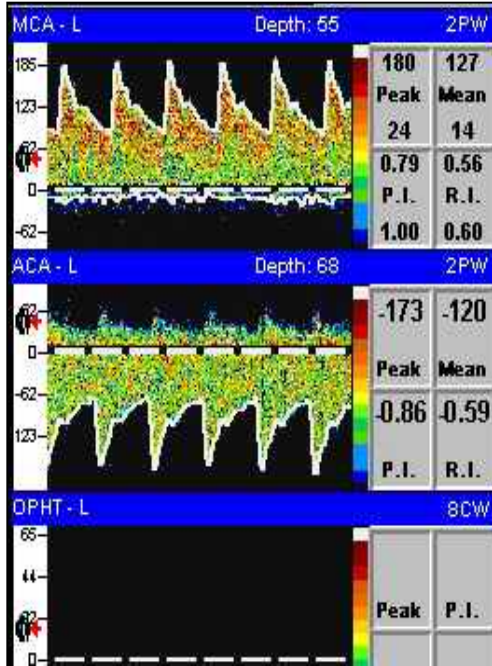 MCA - L Depth: 55 2PW
185
123
62
0
-62
180 127
Peak Mean
24 14
0.79 0.56
P.I. R.I.
1.00 0.60
ACA - L Depth: 68 2PW
62
0
-62
123
-173 -120
Peak Mean
-0.86 -0.59
P.I. R.I.
OPHT - L 8CW
65
44
22
0
Peak P.I.